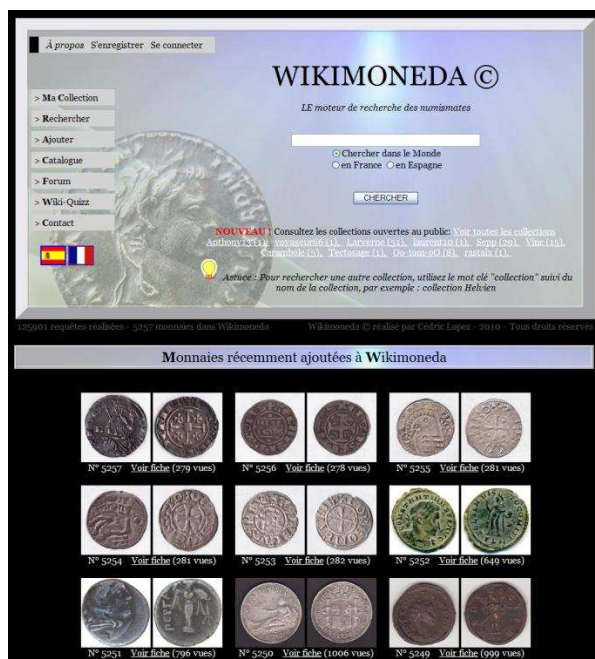 À propos S'enregistrer Se connecter
WIKIMONEDA ©
LE moteur de recherche des numismates
> Ma Collection
> Rechercher
> Ajouter
> Catalogue
> Forum
> Wiki-Quizz
> Contact
Chercher dans le Monde
en France en Espagne
CHERCHER
NOUVEAU ! Consultez les collections ouvertes au public: Voir toutes les collections
Anthony13 (1), voyageur66 (1), Larverne (51), laurent10 (1), Sepp (29), Vinc (15),
Carambole (5), Tectosage (1), Oo-tout-oO (8), rastalx (1),
Astuce : Pour rechercher une autre collection, utilisez le mot clé "collection" suivi du
nom de la collection, par exemple : collection Helvien
125901 requêtes réalisées - 5257 monnaies dans Wikimoneda
Wikimoneda © réalisé par Cédric Lopez - 2010 - Tous droits réservés
Monnaies récemment ajoutées à Wikimoneda
N° 5257 Voir fiche (279 vues)
N° 5256 Voir fiche (278 vues)
N° 5255 Voir fiche (281 vues)
N° 5254 Voir fiche (281 vues)
N° 5253 Voir fiche (282 vues)
N° 5252 Voir fiche (649 vues)
N° 5251 Voir fiche (796 vues)
N° 5250 Voir fiche (1006 vues)
N° 5249 Voir fiche (999 vues)